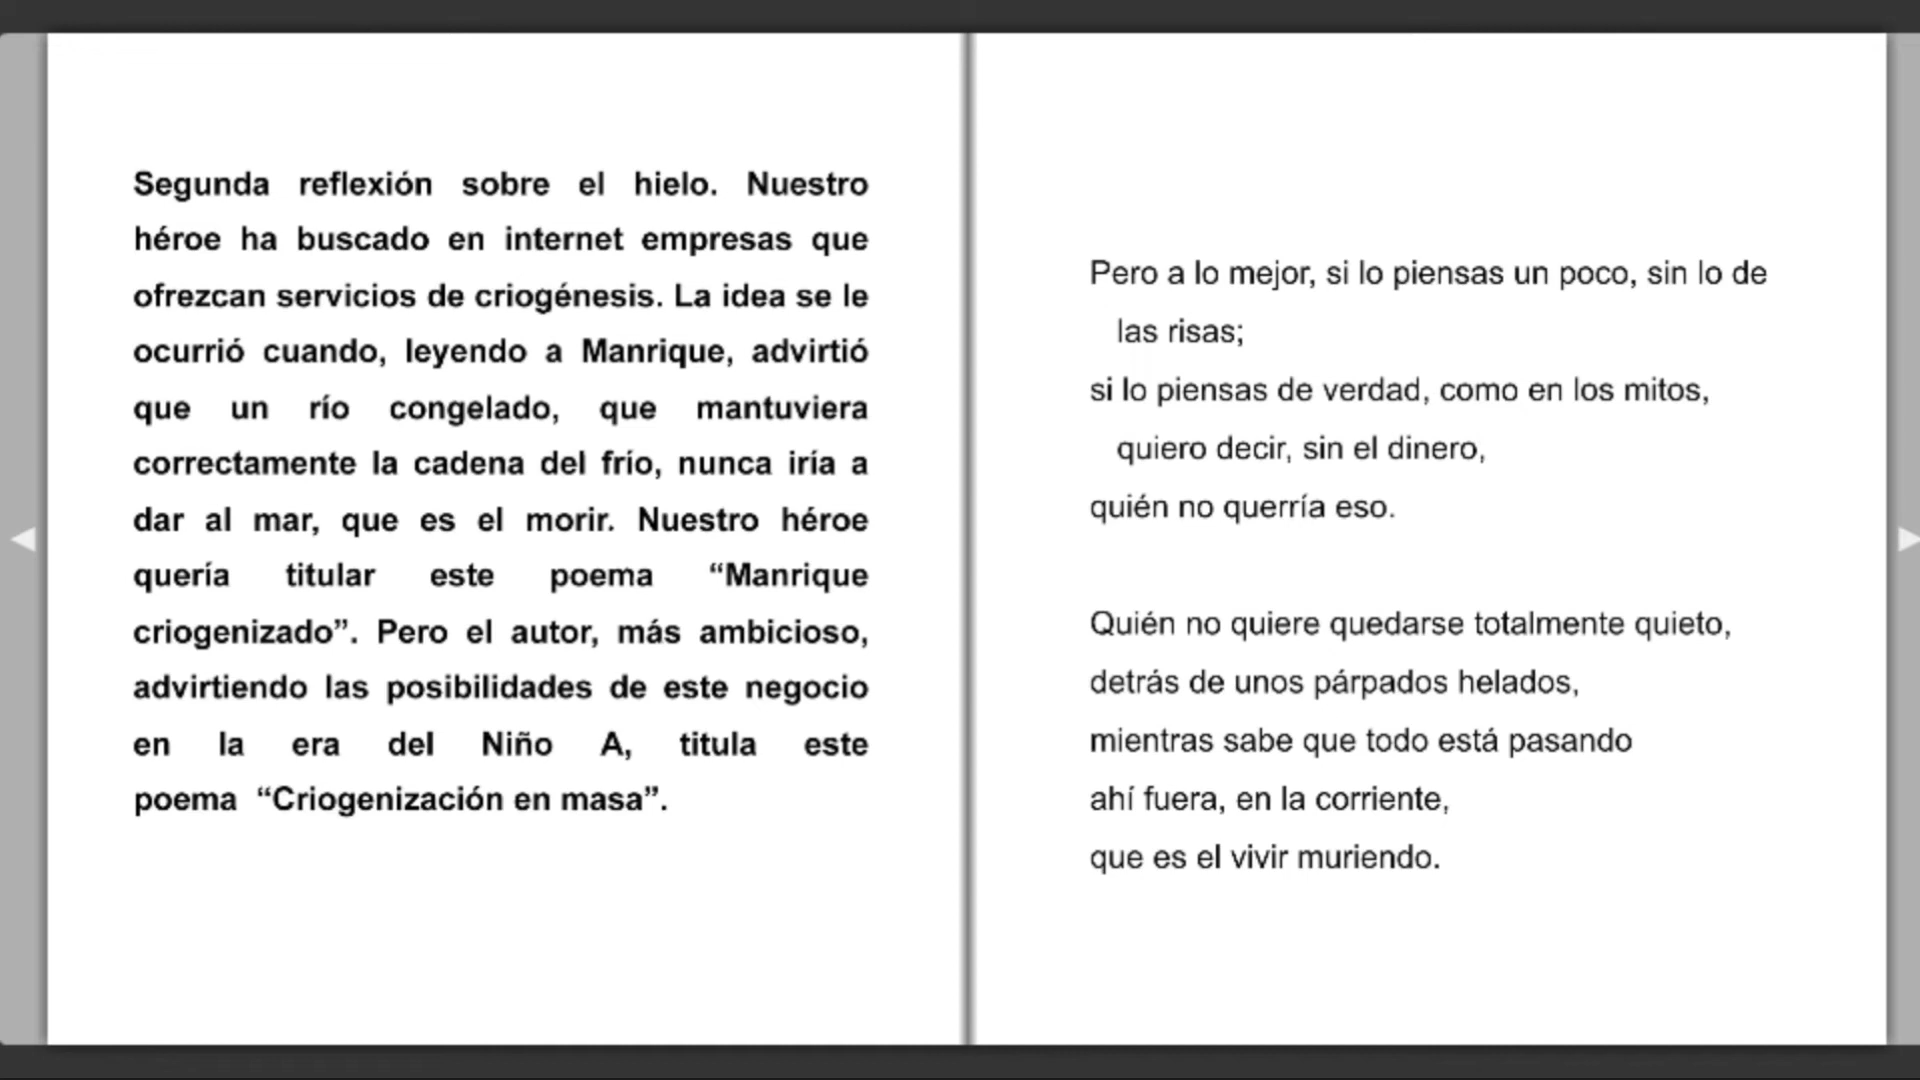 Segunda reflexión sobre el hielo. Nuestro
héroe ha buscado en internet empresas que
ofrezcan servicios de criogénesis. La idea se le
ocurrió cuando, leyendo a Manrique, advirtió
que un río congelado, que mantuviera
correctamente la cadena del frío, nunca iría a
dar al mar, que es el morir. Nuestro héroe
quería titular este poema “Manrique
criogenizado”. Pero el autor, más ambicioso,
advirtiendo las posibilidades de este negocio
en la era del Niño A, titula este
poema “Criogenización en masa”.
Pero a lo mejor, si lo piensas un poco, sin lo de
las risas;
si lo piensas de verdad, como en los mitos,
quiero decir, sin el dinero,
quién no querría eso.
Quién no quiere quedarse totalmente quieto,
detrás de unos párpados helados,
mientras sabe que todo está pasando
ahí fuera, en la corriente,
que es el vivir muriendo.